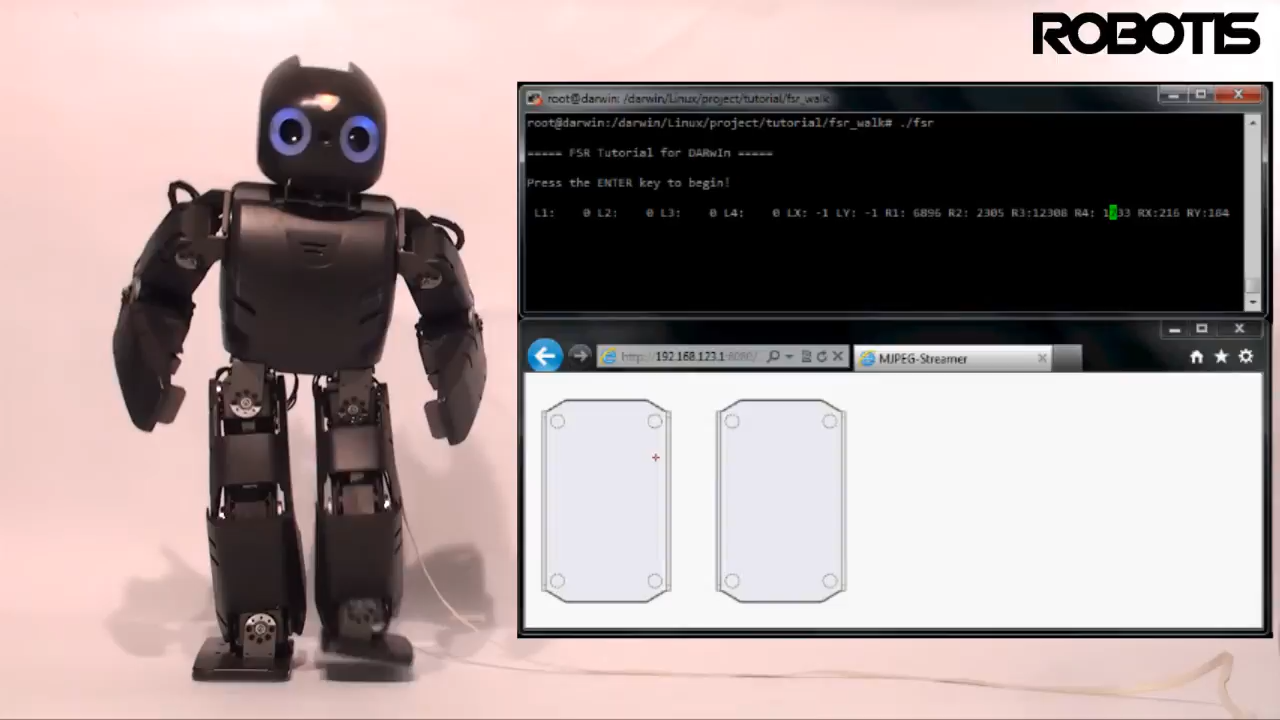 ROBOTIS
root@darwin: /darwin/Linux/project/tutorial/fsr_walk
root@darwin:/darwin/Linux/project/tutorial/fsr_walk# ./fsr
===== FSR Tutorial for DARwIn =====
Press the ENTER key to begin!
L1: 0 L2: 0 L3: 0 L4: 0 LX: -1 LY: -1 R1: 6896 R2: 2305 R3:12308 R4: RX:216 RY:184
http://192.168.123.1:8080/
MJPEG-Streamer